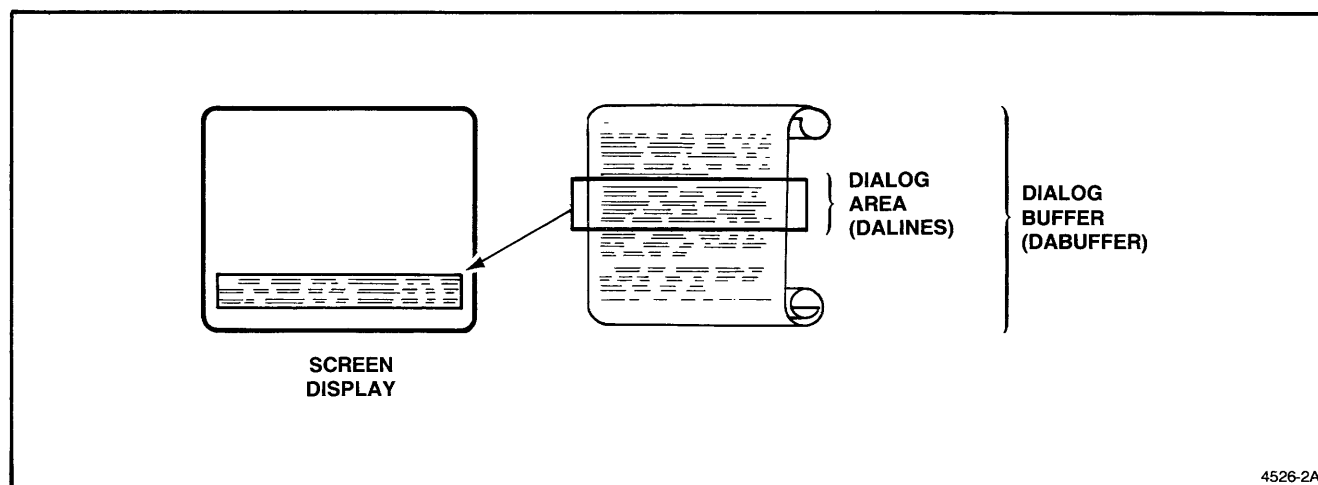 SCREEN
DISPLAY
DIALOG
AREA
(DALINES)
DIALOG
BUFFER
(DABUFFER)
4526-2A